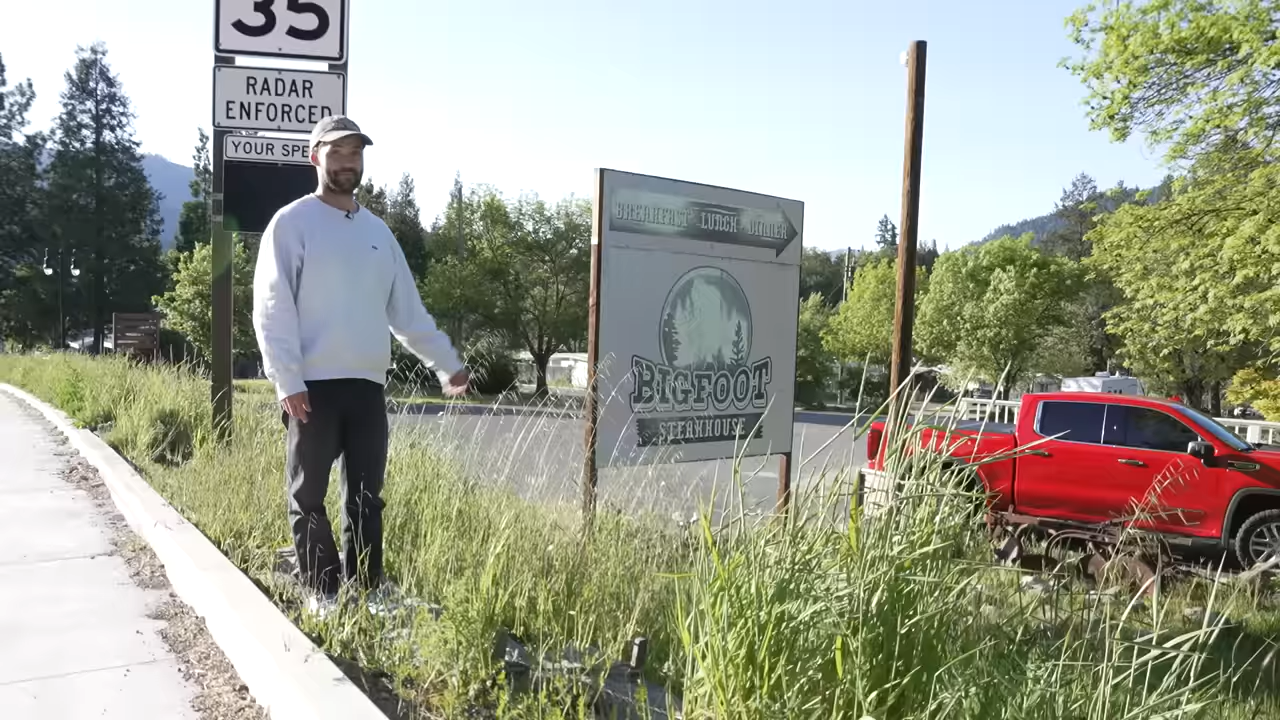 35
RADAR
ENFORCED
YOUR SPE
BREAKFAST LUNCH DINNER
BIGFOOT
STEAKHOUSE